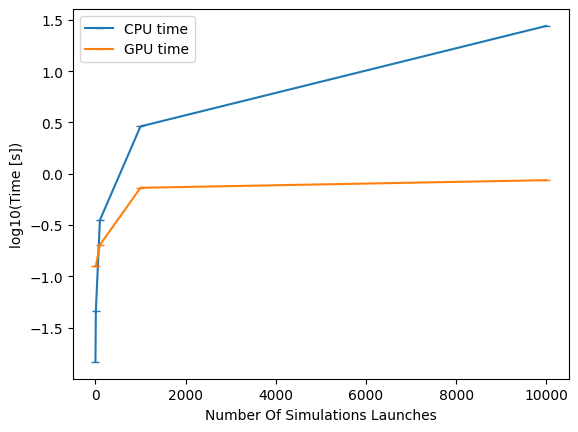 CPU time
GPU time
1.5
1.0
0.5
0.0
−0.5
−1.0
−1.5
log10(Time [s])
0 2000 4000 6000 8000 10000
Number Of Simulations Launches